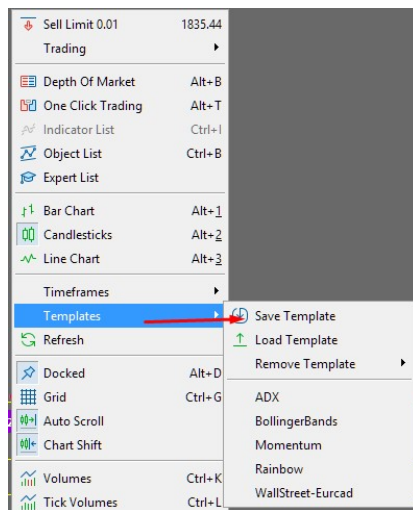 Sell Limit 0.01 1835.44
Trading
Depth Of Market Alt+B
One Click Trading Alt+T
Indicator List Ctrl+I
Object List Ctrl+B
Expert List
Bar Chart Alt+1
Candlesticks Alt+2
Line Chart Alt+3
Timeframes
Templates
Refresh
Docked Alt+D
Grid Ctrl+G
Auto Scroll
Chart Shift
Volumes Ctrl+K
Tick Volumes Ctrl+L
Save Template
Load Template
Remove Template
ADX
BollingerBands
Momentum
Rainbow
WallStreet-Eurcad